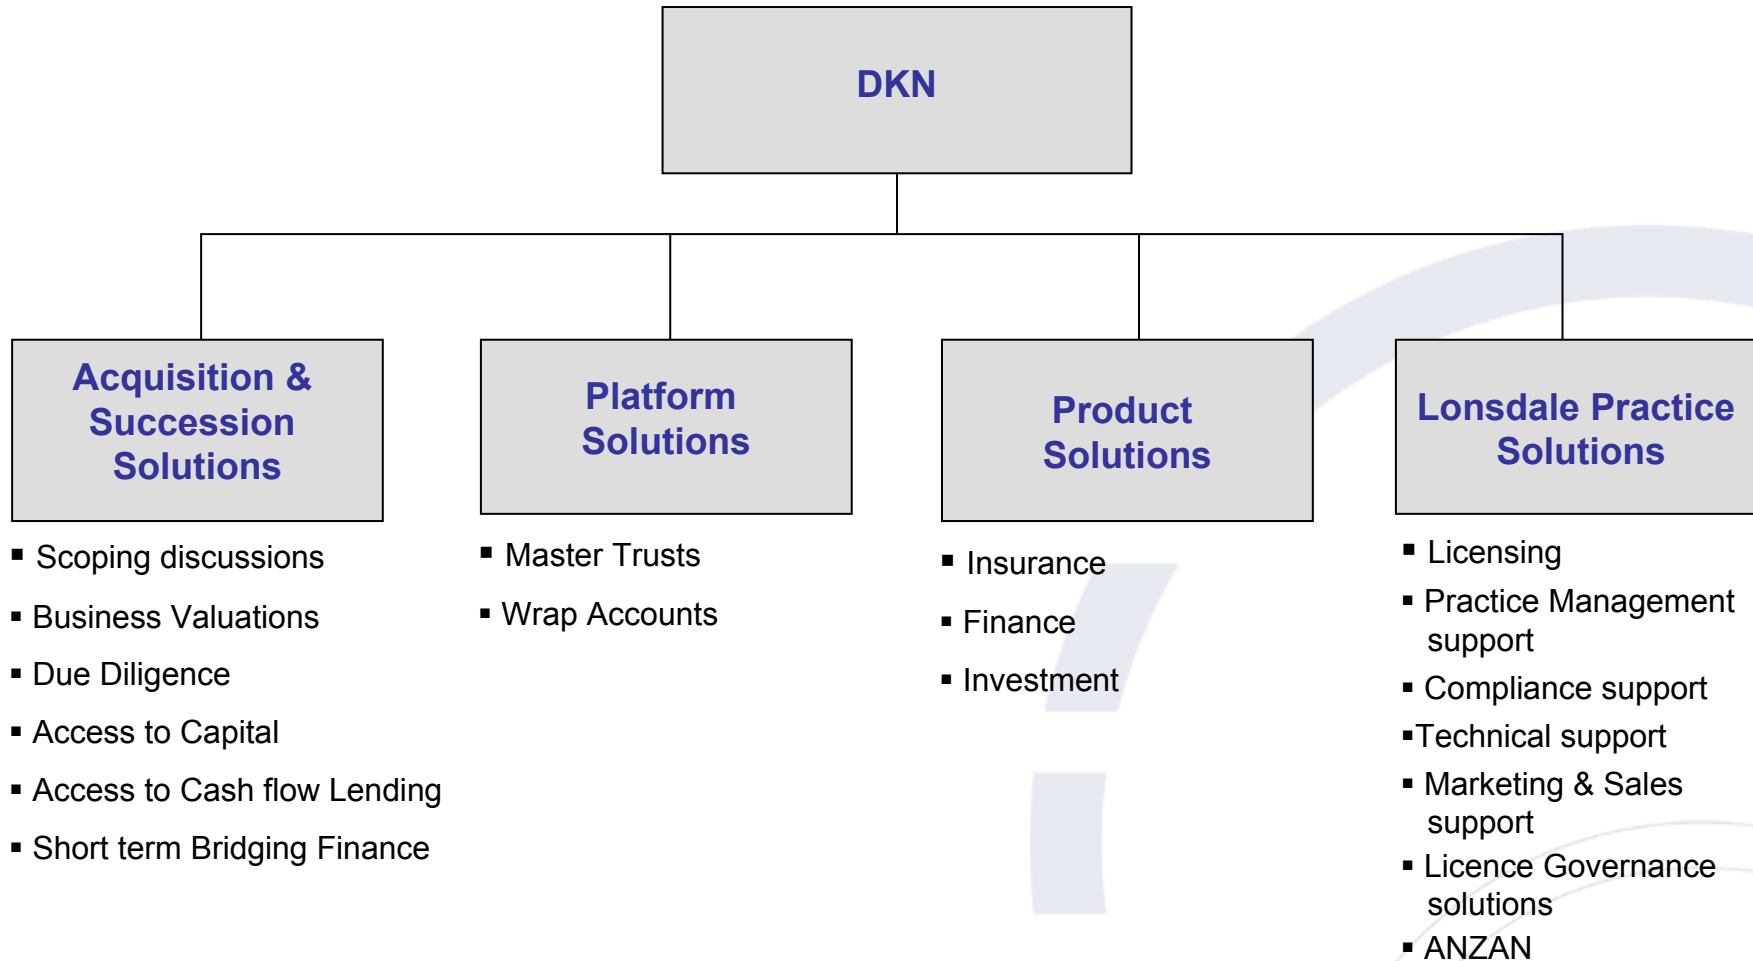 DKN
Acquisition &
Succession
Solutions
▪ Scoping discussions
▪ Business Valuations
▪ Due Diligence
▪ Access to Capital
▪ Access to Cash flow Lending
▪ Short term Bridging Finance
Platform
Solutions
▪ Master Trusts
▪ Wrap Accounts
Product
Solutions
▪ Insurance
▪ Finance
▪ Investment
Lonsdale Practice
Solutions
▪ Licensing
▪ Practice Management
support
▪ Compliance support
▪Technical support
▪ Marketing & Sales
support
▪ Licence Governance
solutions
▪ ANZAN